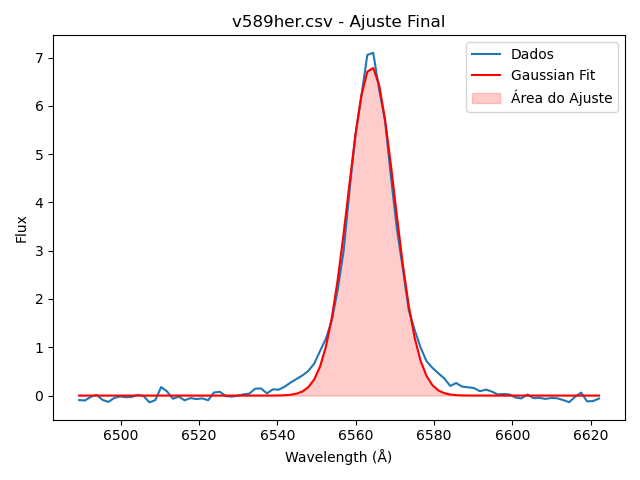 v589her.csv - Ajuste Final
Dados
Gaussian Fit
Área do Ajuste
Flux
7
6
5
4
3
2
1
0
6500 6520 6540 6560 6580 6600 6620
Wavelength (Å)